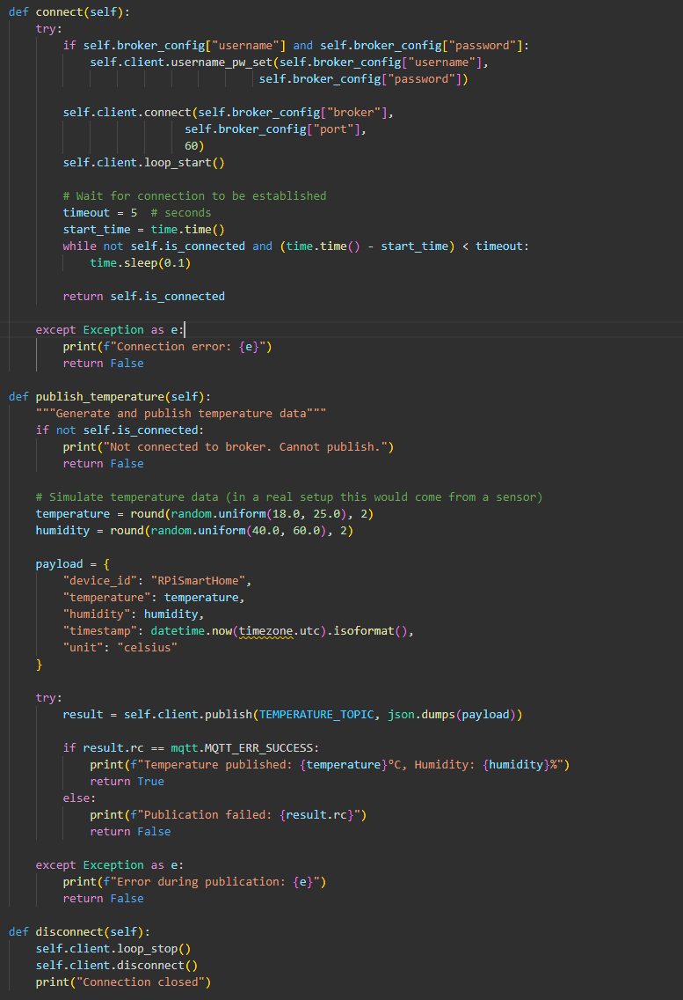 def connect(self):
    try:
        if self.broker_config["username"] and self.broker_config["password"]:
            self.client.username_pw_set(self.broker_config["username"],
                                     self.broker_config["password"])

        self.client.connect(self.broker_config["broker"],
                          self.broker_config["port"],
                          60)
        self.client.loop_start()

        # Wait for connection to be established
        timeout = 5  # seconds
        start_time = time.time()
        while not self.is_connected and (time.time() - start_time) < timeout:
            time.sleep(0.1)

        return self.is_connected

    except Exception as e:
        print(f"Connection error: {e}")
        return False

def publish_temperature(self):
    """Generate and publish temperature data"""
    if not self.is_connected:
        print("Not connected to broker. Cannot publish.")
        return False

    # Simulate temperature data (in a real setup this would come from a sensor)
    temperature = round(random.uniform(18.0, 25.0), 2)
    humidity = round(random.uniform(40.0, 60.0), 2)

    payload = {
        "device_id": "RPiSmartHome",
        "temperature": temperature,
        "humidity": humidity,
        "timestamp": datetime.now(timezone.utc).isoformat(),
        "unit": "celsius"
    }

    try:
        result = self.client.publish(TEMPERATURE_TOPIC, json.dumps(payload))

        if result.rc == mqtt.MQTT_ERR_SUCCESS:
            print(f"Temperature published: {temperature}°C, Humidity: {humidity}%")
            return True
        else:
            print(f"Publication failed: {result.rc}")
            return False

    except Exception as e:
        print(f"Error during publication: {e}")
        return False

def disconnect(self):
    self.client.loop_stop()
    self.client.disconnect()
    print("Connection closed")